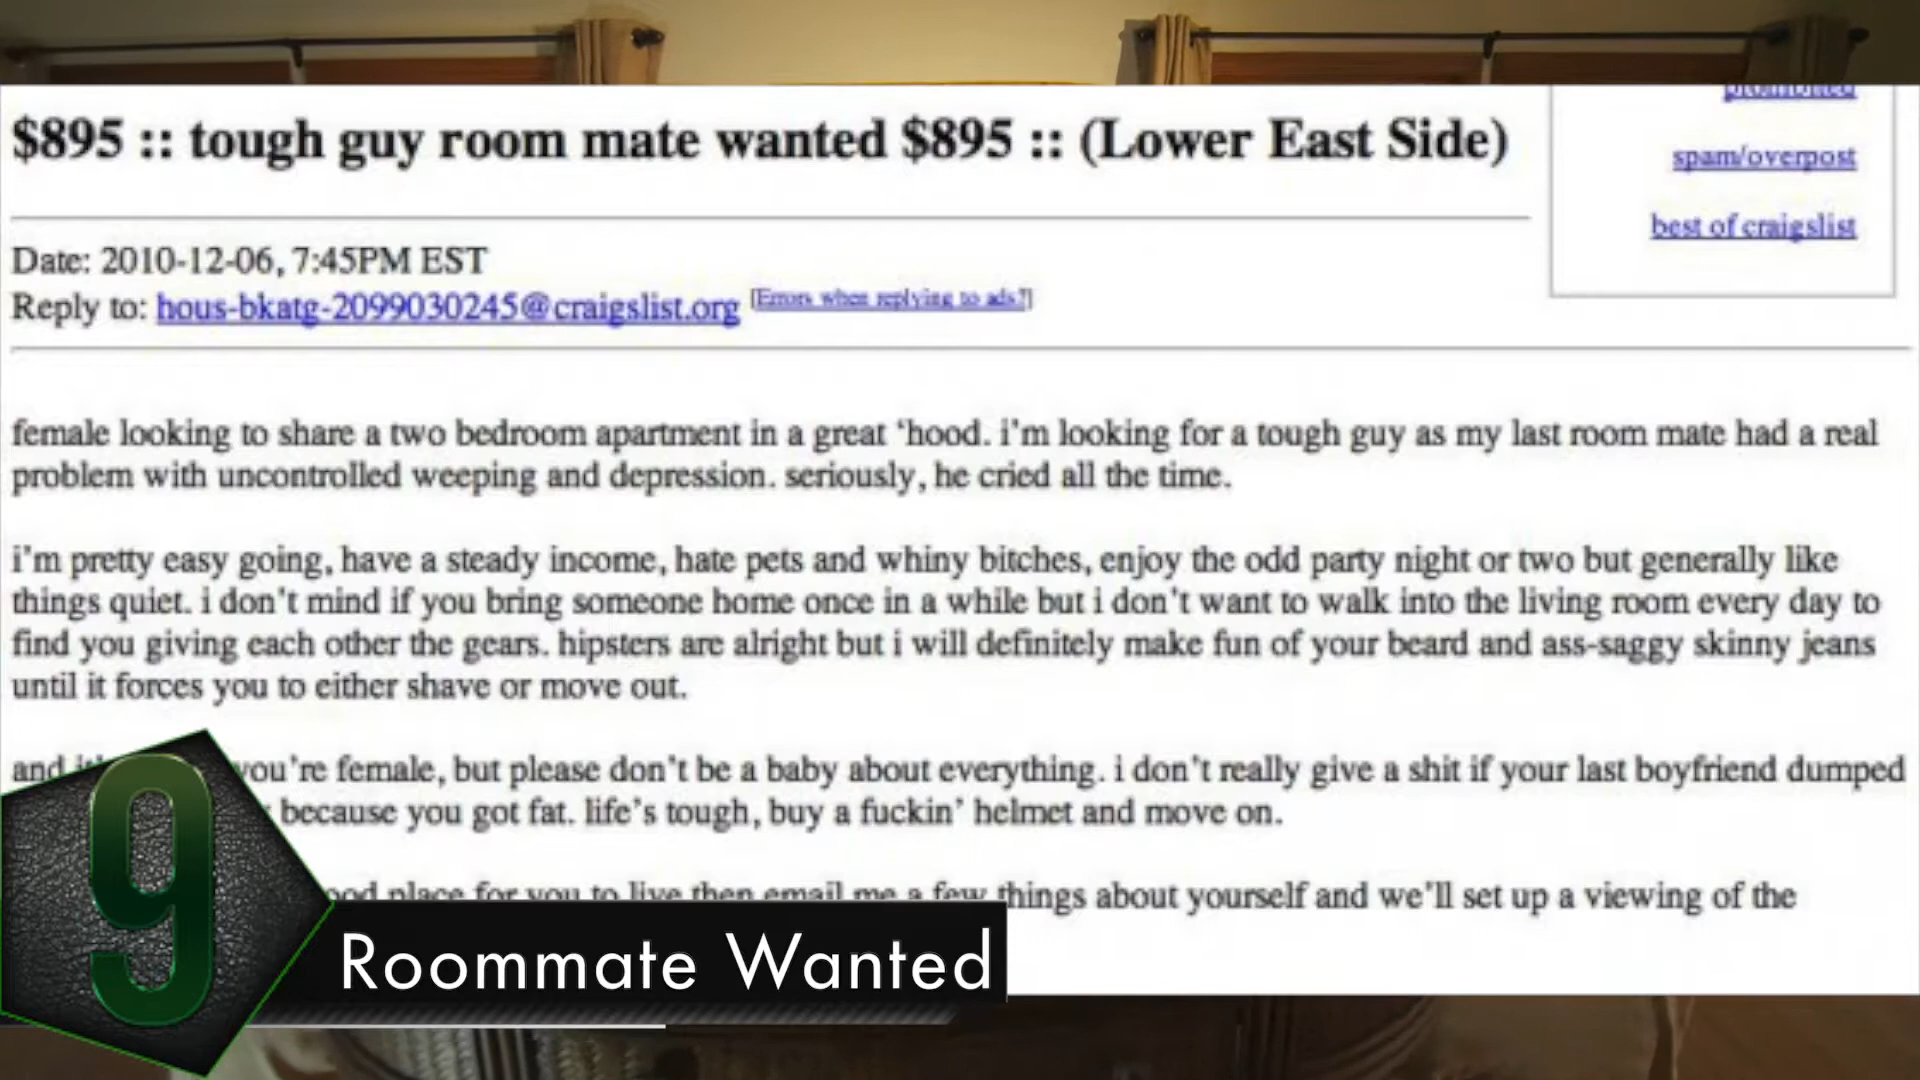 $895 :: tough guy room mate wanted $895 :: (Lower East Side)
prohibited
spam/overpost
best of craigslist
Date: 2010-12-06, 7:45PM EST
Reply to: hous-bkatg-2099030245@craigslist.org [Errors when replying to ads?]
female looking to share a two bedroom apartment in a great ‘hood. i’m looking for a tough guy as my last room mate had a real
problem with uncontrolled weeping and depression. seriously, he cried all the time.
i’m pretty easy going, have a steady income, hate pets and whiny bitches, enjoy the odd party night or two but generally like
things quiet. i don’t mind if you bring someone home once in a while but i don’t want to walk into the living room every day to
find you giving each other the gears. hipsters are alright but i will definitely make fun of your beard and ass-saggy skinny jeans
until it forces you to either shave or move out.
and you’re female, but please don’t be a baby about everything. i don’t really give a shit if your last boyfriend dumped
because you got fat. life’s tough, buy a fuckin’ helmet and move on.
place for you to live then email me a few things about yourself and we’ll set up a viewing of the
9
Roommate Wanted